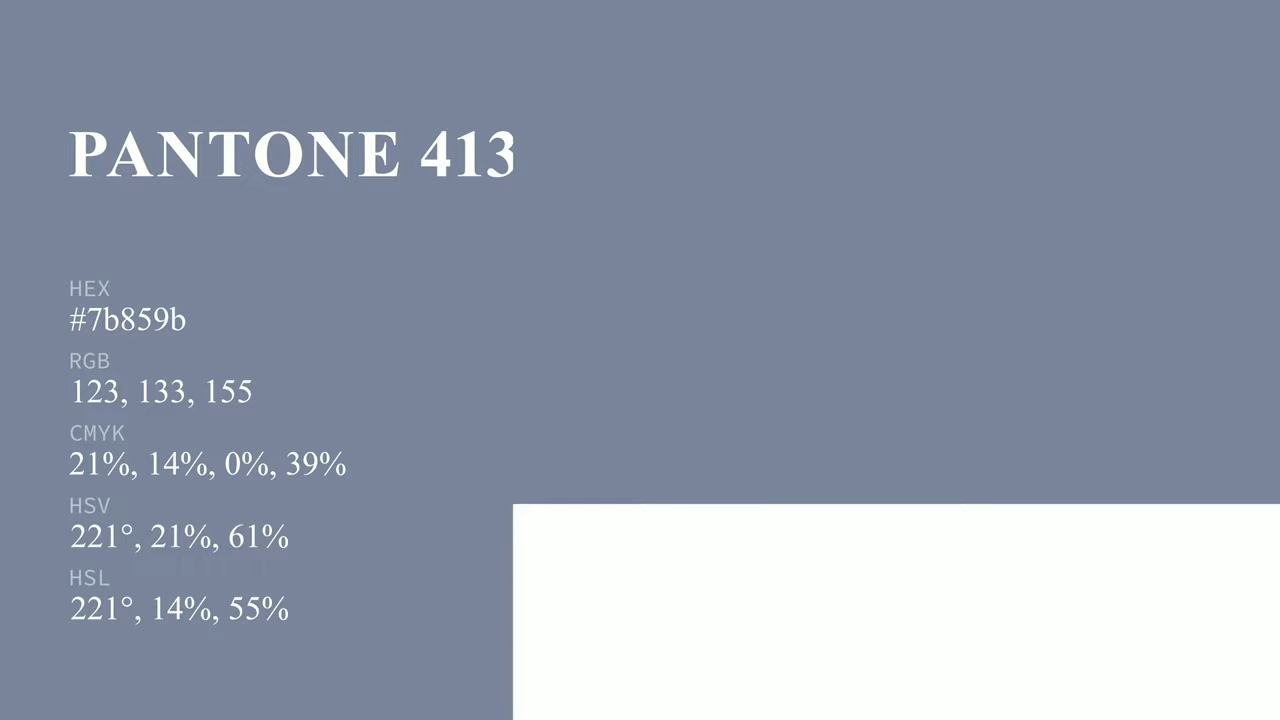 PANTONE 413
HEX
#7b859b
RGB
123, 133, 155
CMYK
21%, 14%, 0%, 39%
HSV
221°, 21%, 61%
HSL
221°, 14%, 55%